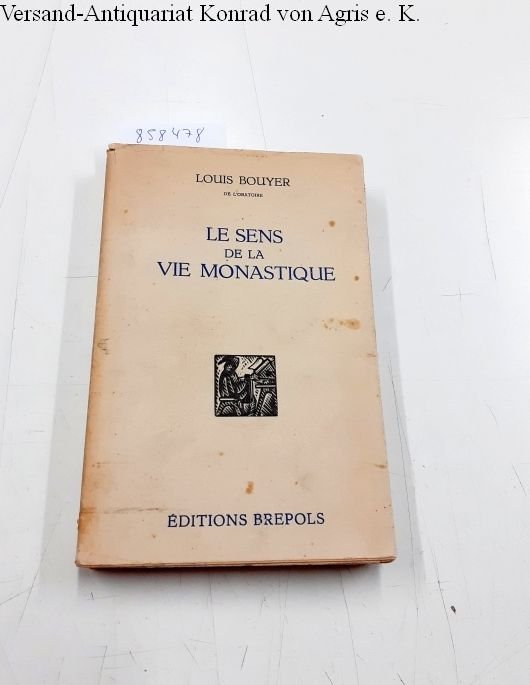 Versand-Antiquariat Konrad von Agris e. K.
858478
LOUIS BOUYER
DE L'ORATOIRE
LE SENS
DE LA
VIE MONASTIQUE
ÉDITIONS BREPOLS